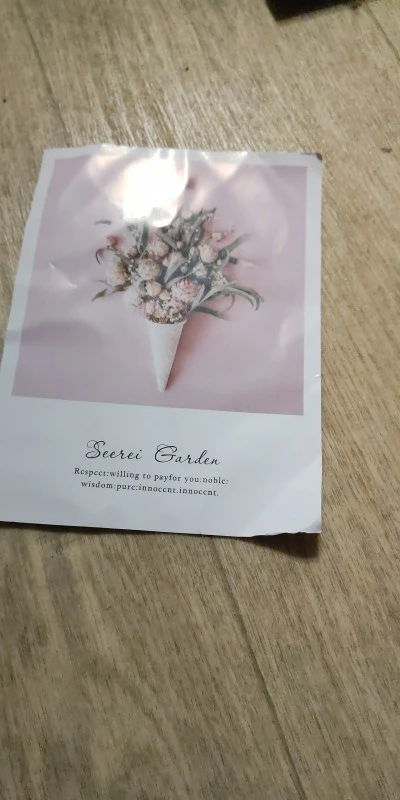 Seerei Garden
Respect:willing to payfor you:noble:
wisdom:pure:innocent.innocent.